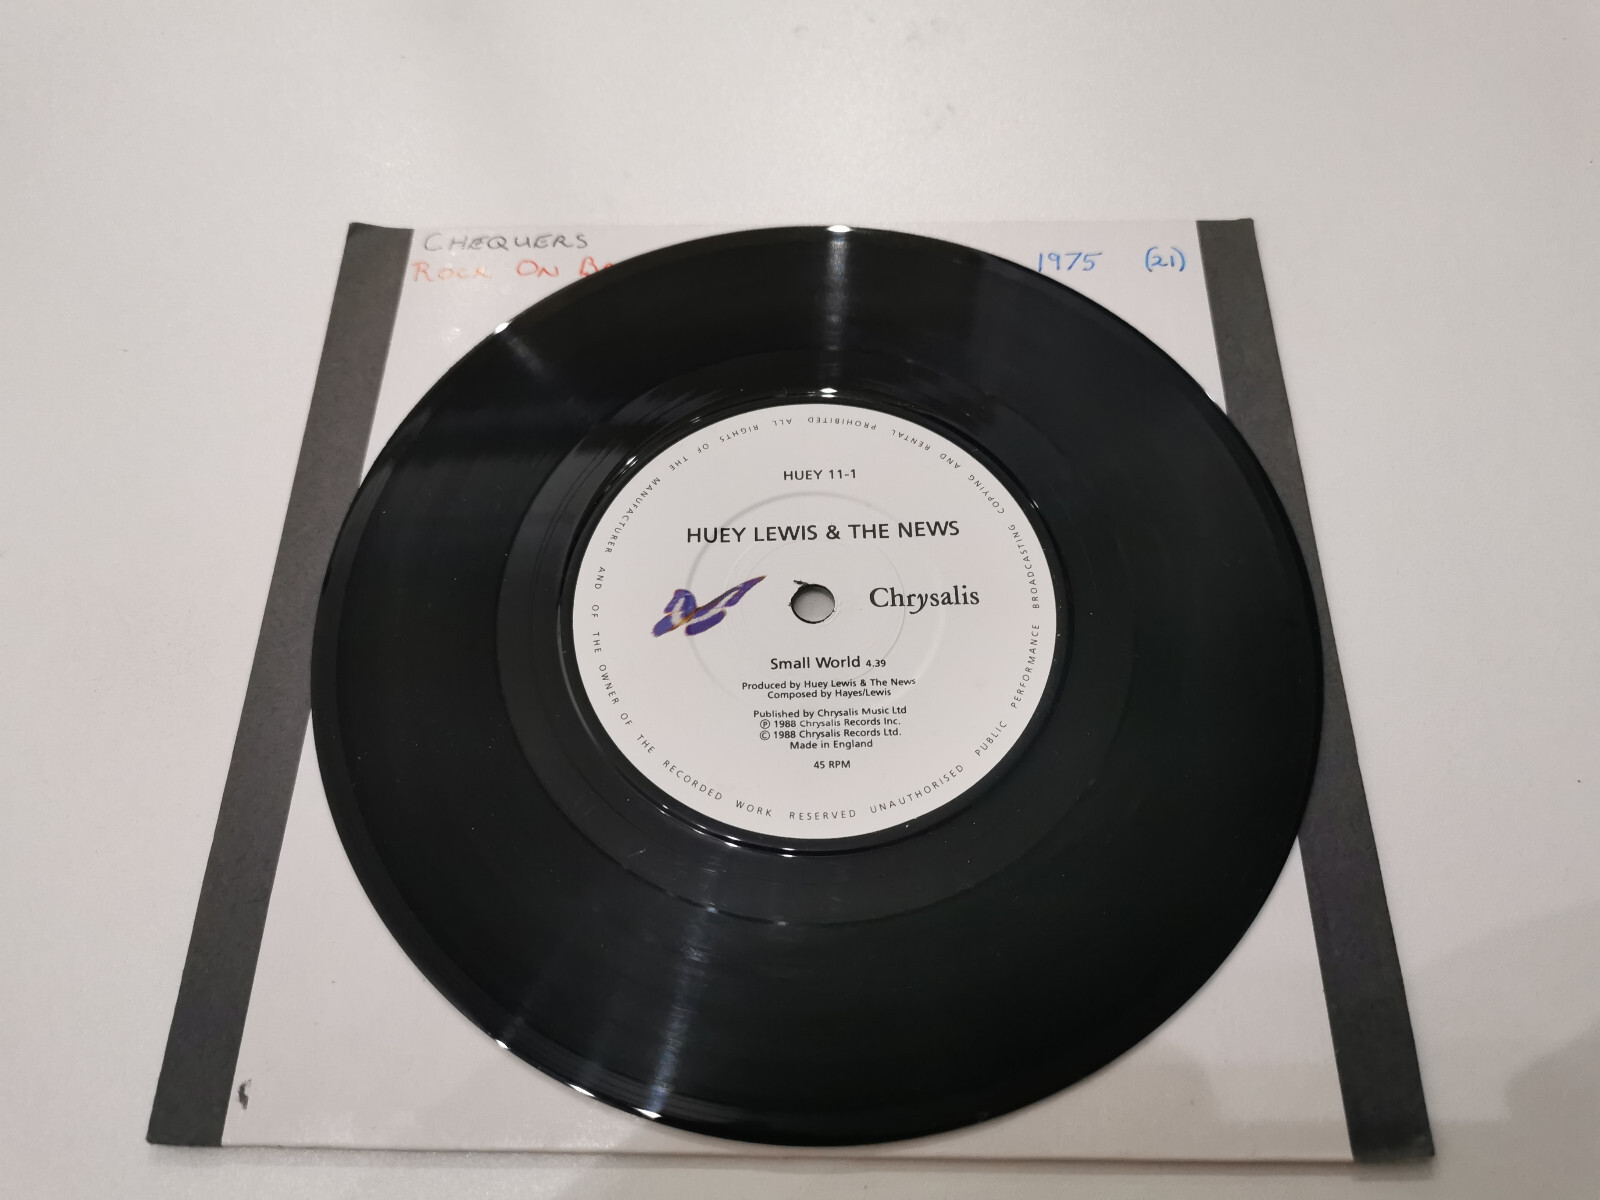 CHEQUERS
ROCK ON
1975 (21)
HUEY 11-1
HUEY LEWIS & THE NEWS
Chrysalis
Small World 4.39
Produced by Huey Lewis & The News
Composed by Hayes/Lewis
Published by Chrysalis Music Ltd
℗ 1988 Chrysalis Records Inc.
© 1988 Chrysalis Records Ltd.
Made in England
45 RPM
ALL RIGHTS OF THE MANUFACTURER AND OF THE OWNER OF THE RECORDED WORK RESERVED UNAUTHORISED PUBLIC PERFORMANCE BROADCASTING COPYING AND RENTAL PROHIBITED